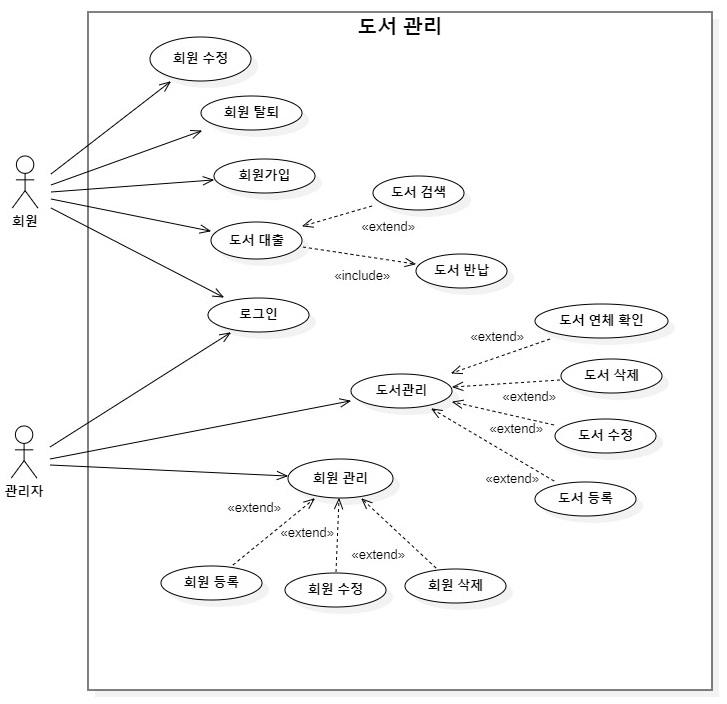 도서 관리
회원 수정
회원 탈퇴
회원가입
도서 검색
회원
도서 대출
«extend»
도서 반납
«include»
로그인
도서 연체 확인
«extend»
도서 삭제
도서관리
«extend»
«extend»
도서 수정
관리자
회원 관리
«extend»
도서 등록
«extend»
«extend»
«extend»
회원 등록
회원 수정
회원 삭제